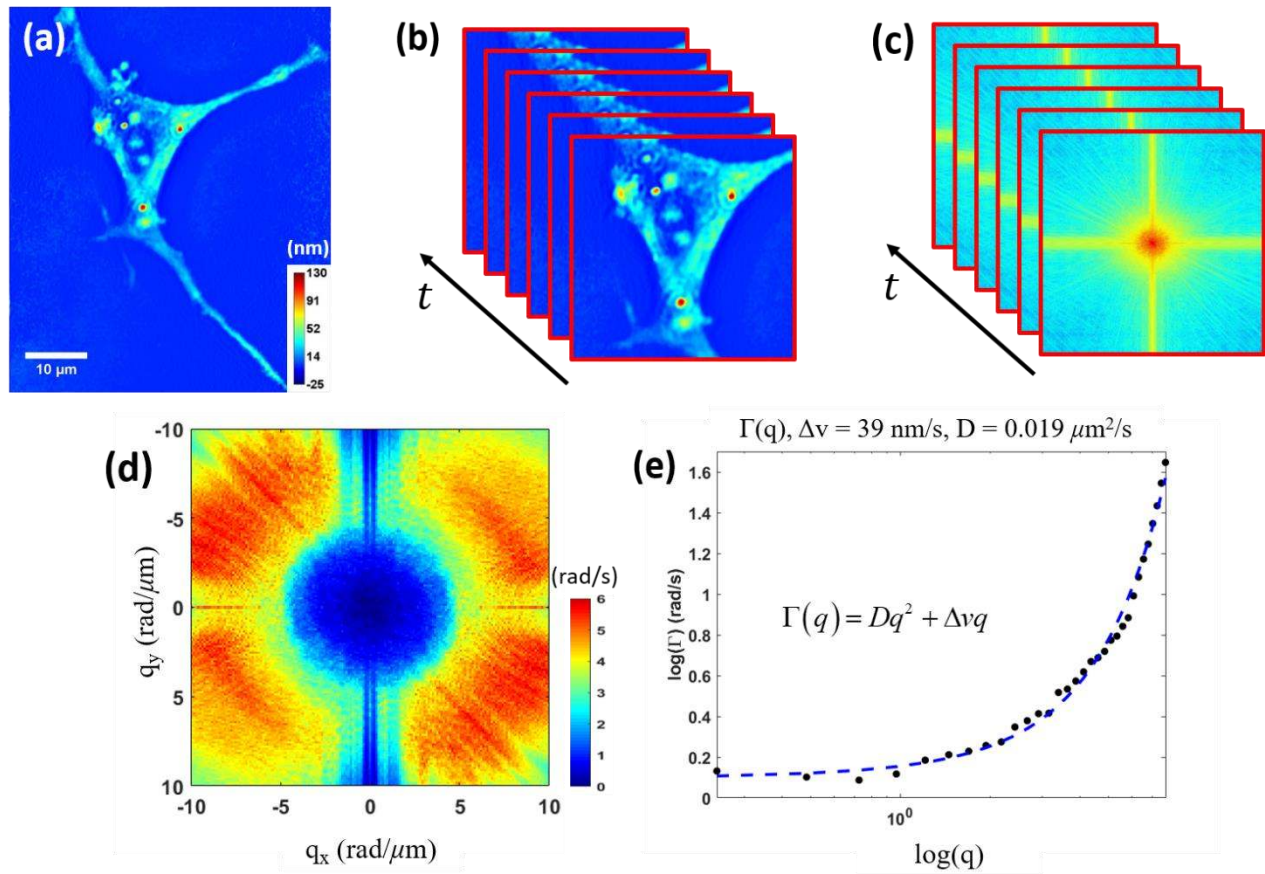 (a)
(nm)
130
91
52
14
-25
10 μm
(b)
t
(c)
t
(d)
-10
-5
0
5
10
-10
-5
0
5
10
q_y (rad/μm)
q_x (rad/μm)
(rad/s)
6
5
4
3
2
1
0
(e)
Γ(q), Δv = 39 nm/s, D = 0.019 μm²/s
1.6
1.4
1.2
1
0.8
0.6
0.4
0.2
0
log(Γ) (rad/s)
Γ(q) = Dq² + Δvq
10⁰
log(q)